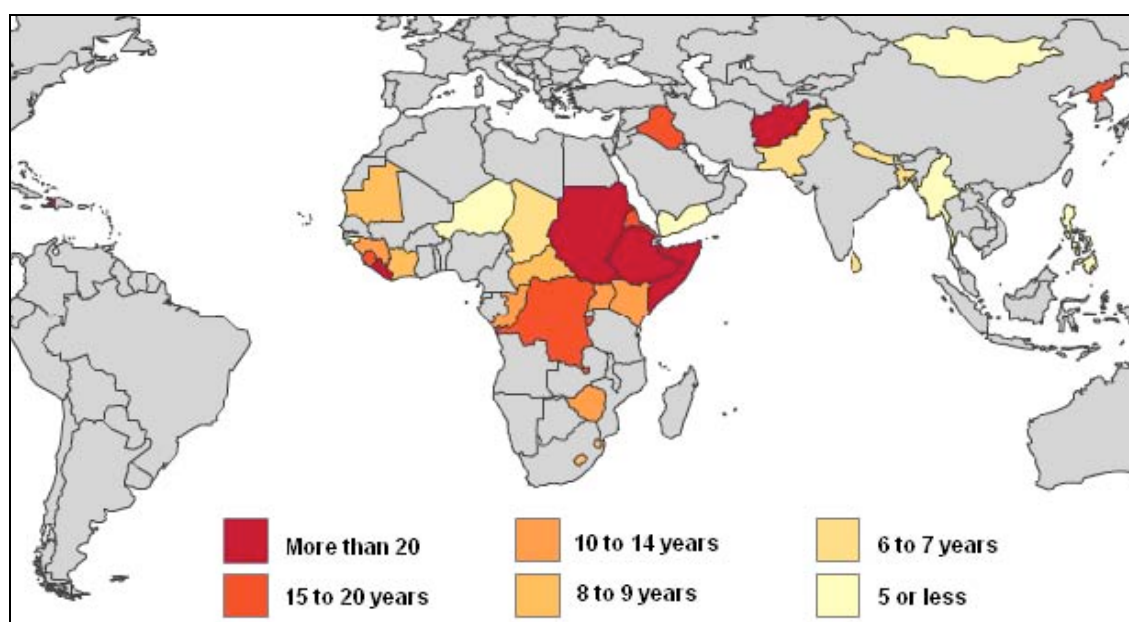 More than 20
10 to 14 years
6 to 7 years
15 to 20 years
8 to 9 years
5 or less